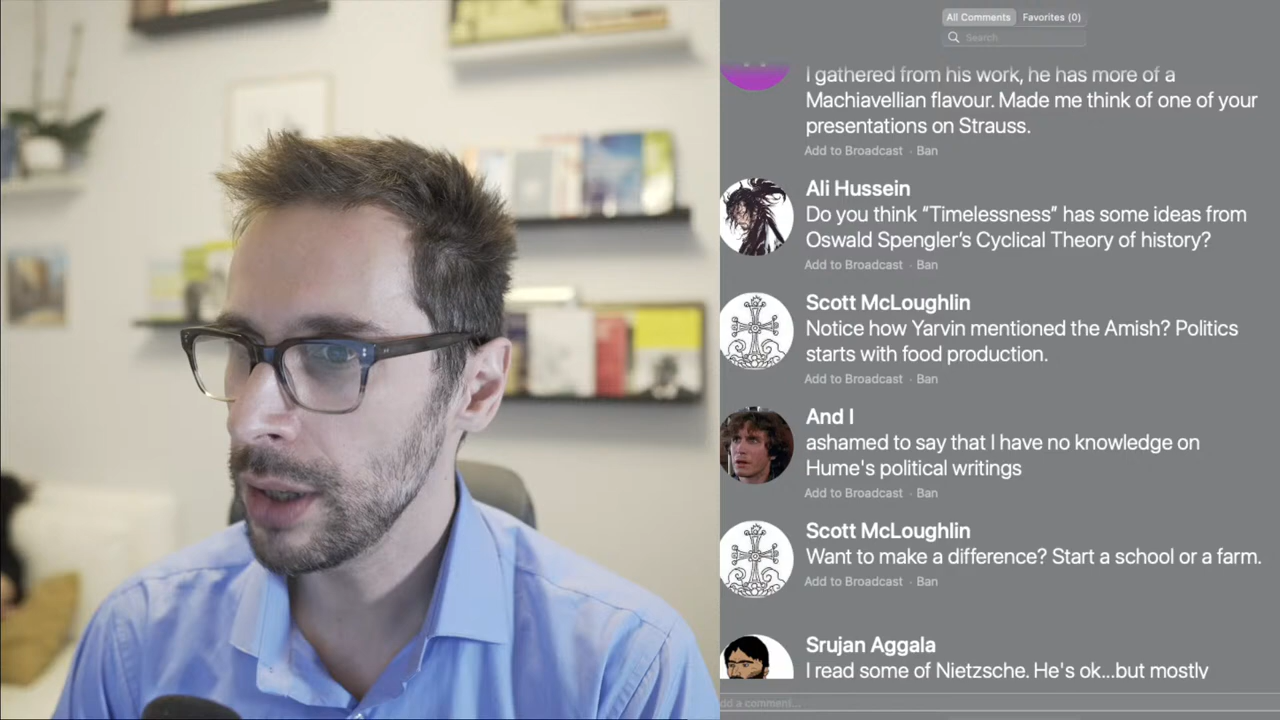 All Comments Favorites (0)
Search
I gathered from his work, he has more of a
Machiavellian flavour. Made me think of one of your
presentations on Strauss.
Add to Broadcast · Ban
Ali Hussein
Do you think “Timelessness” has some ideas from
Oswald Spengler’s Cyclical Theory of history?
Add to Broadcast · Ban
Scott McLoughlin
Notice how Yarvin mentioned the Amish? Politics
starts with food production.
Add to Broadcast · Ban
And I
ashamed to say that I have no knowledge on
Hume's political writings
Add to Broadcast · Ban
Scott McLoughlin
Want to make a difference? Start a school or a farm.
Add to Broadcast · Ban
Srujan Aggala
I read some of Nietzsche. He's ok...but mostly
dd a comment...